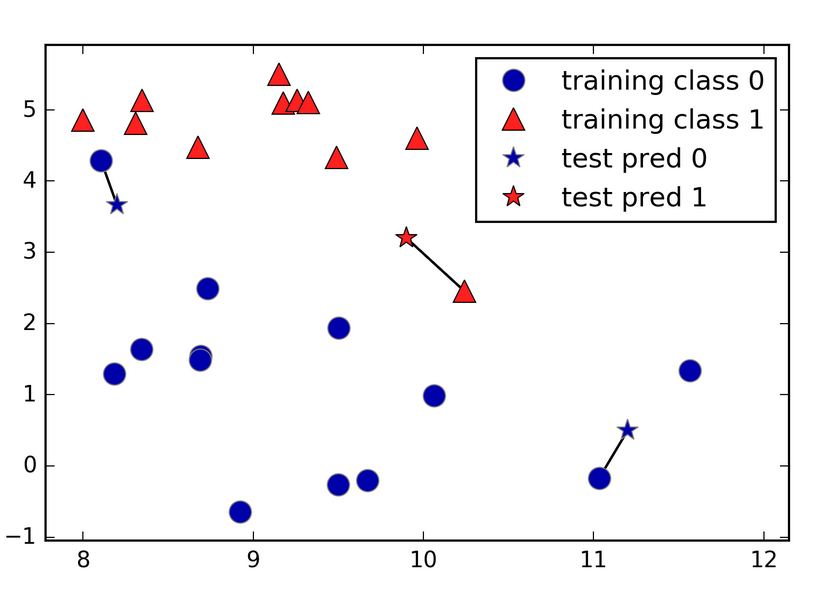 training class 0
training class 1
test pred 0
test pred 1
5
4
3
2
1
0
−1
8 9 10 11 12